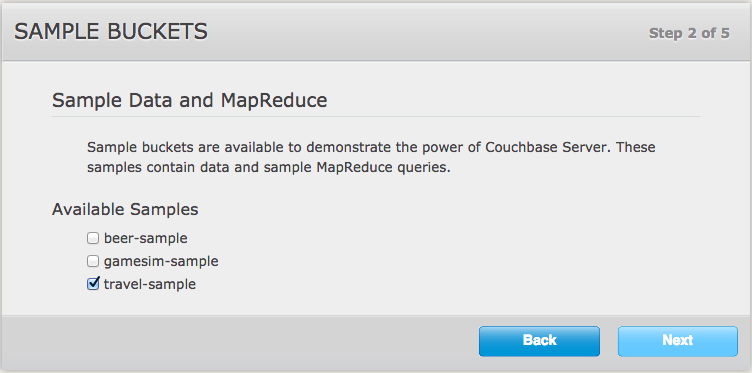 SAMPLE BUCKETS
Step 2 of 5
Sample Data and MapReduce
Sample buckets are available to demonstrate the power of Couchbase Server. These
samples contain data and sample MapReduce queries.
Available Samples
beer-sample
gamesim-sample
travel-sample
Back
Next